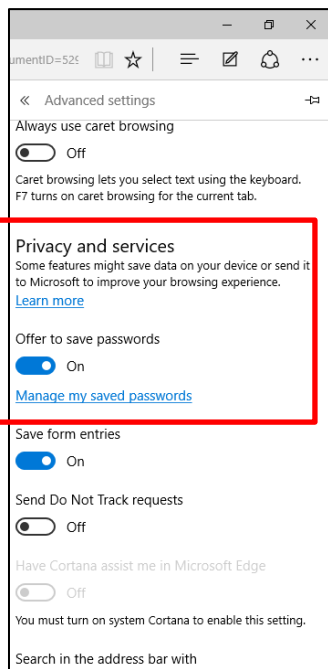 umentID=529
« Advanced settings
Always use caret browsing
Off
Caret browsing lets you select text using the keyboard.
F7 turns on caret browsing for the current tab.
Privacy and services
Some features might save data on your device or send it
to Microsoft to improve your browsing experience.
Learn more
Offer to save passwords
On
Manage my saved passwords
Save form entries
On
Send Do Not Track requests
Off
Have Cortana assist me in Microsoft Edge
Off
You must turn on system Cortana to enable this setting.
Search in the address bar with